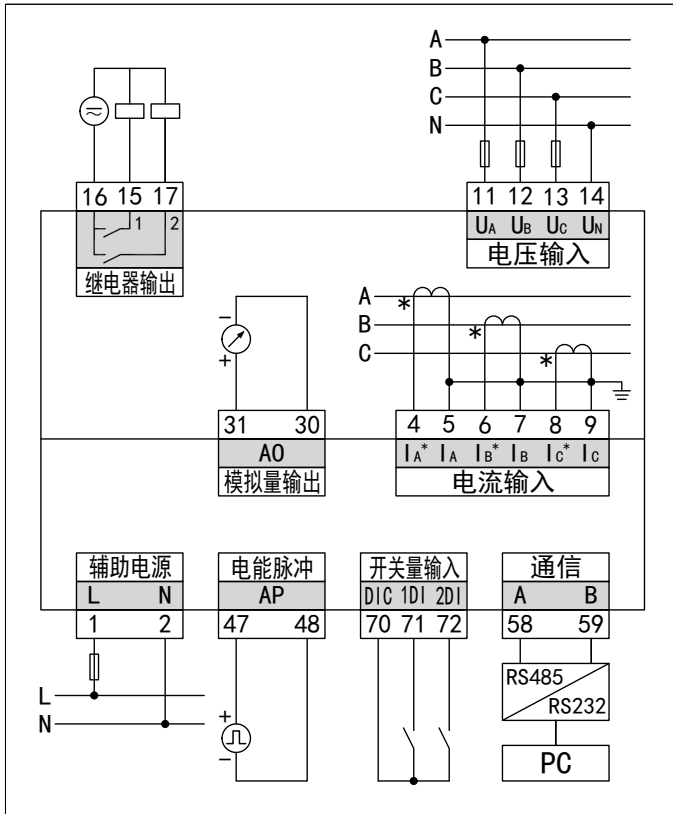 A
B
C
N
16 15 17
1 2
继电器输出
11 12 13 14
UA UB UC UN
电压输入
A
B
C
*
*
*
-
+
31 30
AO
模拟量输出
4 5 6 7 8 9
IA* IA IB* IB IC* IC
电流输入
辅助电源
L N
1 2
L
N
电能脉冲
AP
47 48
+
-
开关量输入
DIC 1DI 2DI
70 71 72
通信
A B
58 59
RS485
RS232
PC